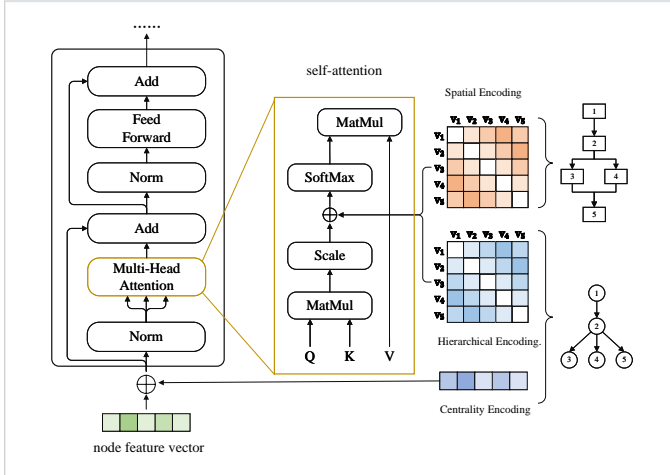 ......
self-attention
Add
Feed
Forward
Norm
Add
Multi-Head
Attention
Norm
node feature vector
MatMul
SoftMax
Scale
MatMul
Q K V
Spatial Encoding
v₁ v₂ v₃ v₄ v₅
v₁
v₂
v₃
v₄
v₅
v₁ v₂ v₃ v₄ v₅
v₁
v₂
v₃
v₄
v₅
Hierarchical Encoding.
Centrality Encoding
1
2
3 4
5
1
2
3 4 5